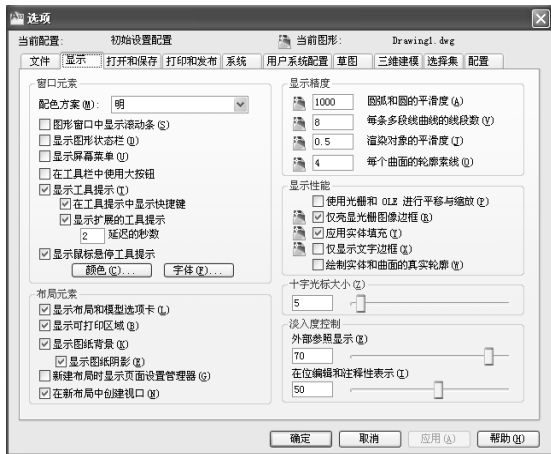 选项
当前配置: 初始设置配置 当前图形: Drawing1.dwg
文件 显示 打开和保存 打印和发布 系统 用户系统配置 草图 三维建模 选择集 配置
窗口元素
配色方案(M): 明
图形窗口中显示滚动条(S)
显示图形状态栏(D)
显示屏幕菜单(U)
在工具栏中使用大按钮
显示工具提示(T)
在工具提示中显示快捷键
显示扩展的工具提示
2 延迟的秒数
显示鼠标悬停工具提示
颜色(C)... 字体(F)...
布局元素
显示布局和模型选项卡(L)
显示可打印区域(B)
显示图纸背景(K)
显示图纸阴影(E)
新建布局时显示页面设置管理器(G)
在新布局中创建视口(N)
显示精度
1000 圆弧和圆的平滑度(A)
8 每条多段线曲线的线段数(V)
0.5 渲染对象的平滑度(J)
4 每个曲面的轮廓素线(O)
显示性能
使用光栅和 OLE 进行平移与缩放(P)
仅亮显光栅图像边框(R)
应用实体填充(Y)
仅显示文字边框(X)
绘制实体和曲面的真实轮廓(W)
十字光标大小(Z)
5
淡入度控制
外部参照显示(E)
70
在位编辑和注释性表示(I)
50
确定 取消 应用(A) 帮助(H)